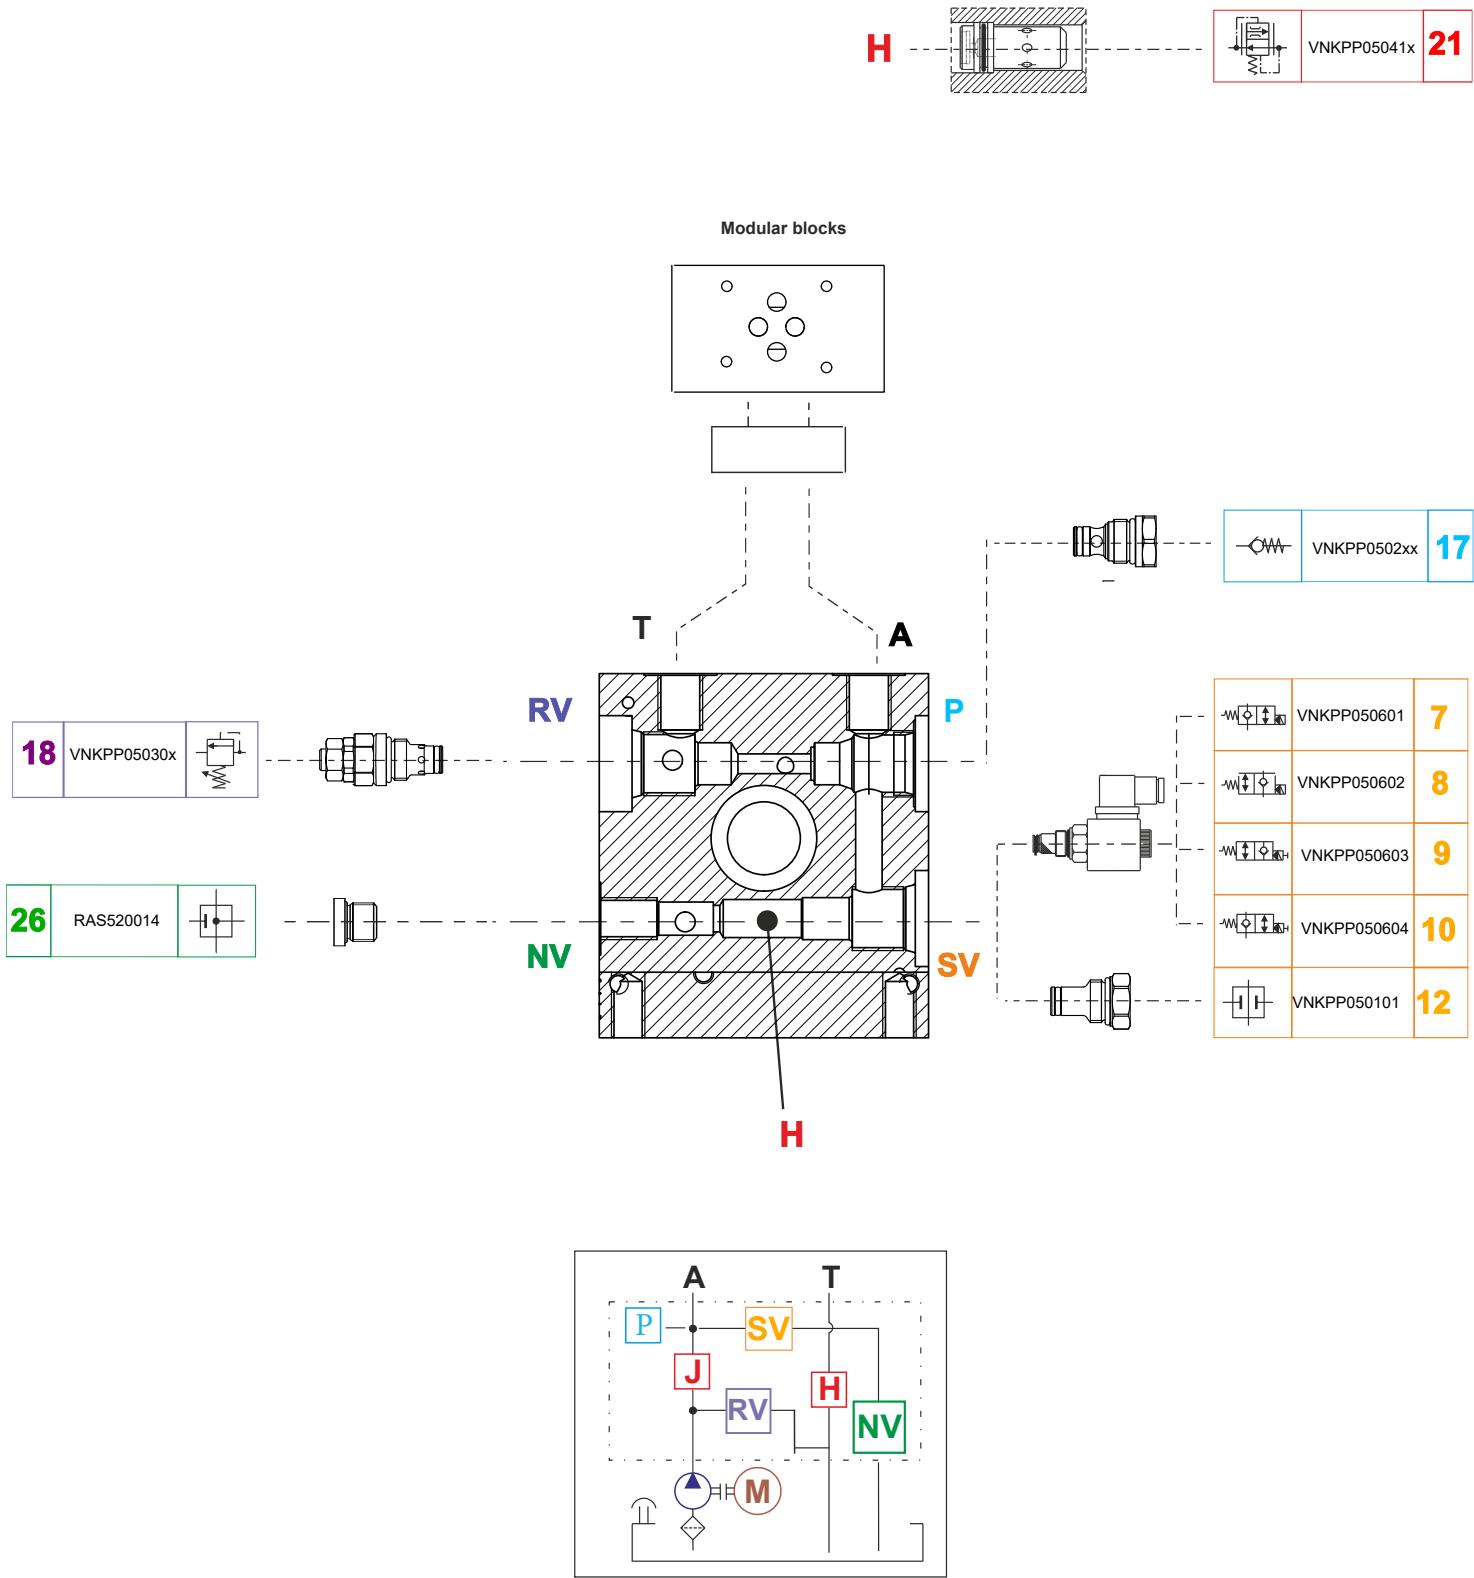 H
VNKPP05041x 21
Modular blocks
VNKPP0502xx 17
T
A
RV
P
18 VNKPP05030x
VNKPP050601 7
VNKPP050602 8
VNKPP050603 9
26 RAS520014
VNKPP050604 10
NV
SV
VNKPP050101 12
H
A T
P SV
J
H
RV
NV
M